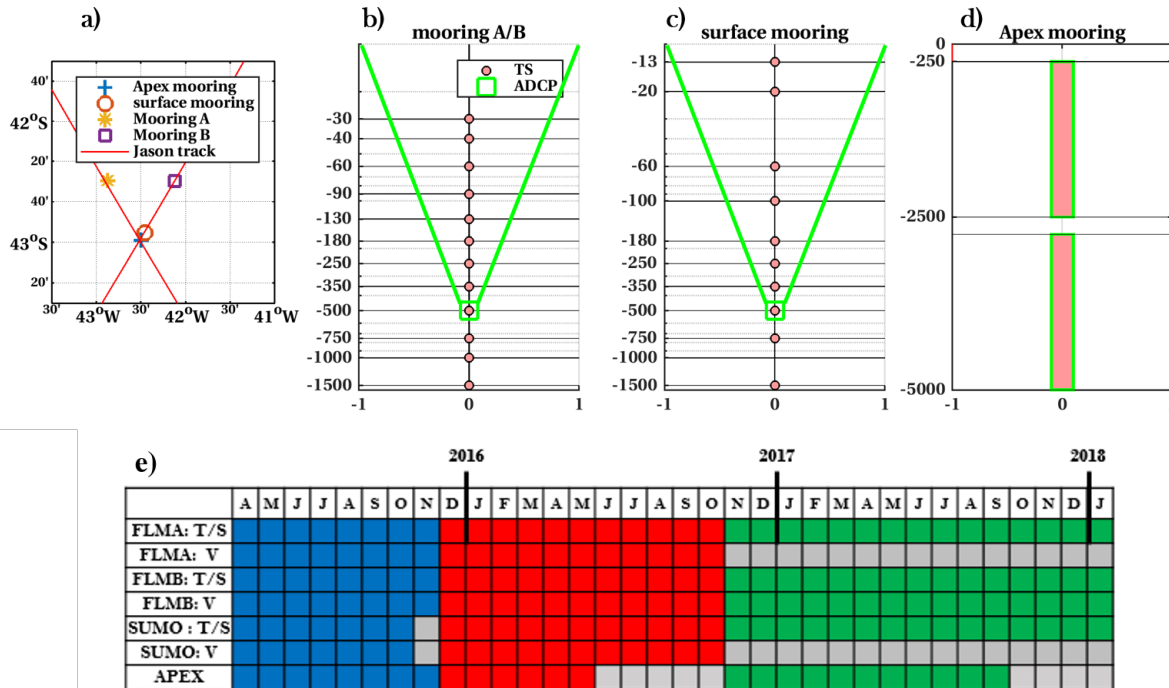 a)
40'
42°S
20'
40'
43°S
20'
30' 43°W 30' 42°W 30' 41°W
Apex mooring
surface mooring
Mooring A
Mooring B
Jason track
b)
mooring A/B
TS
ADCP
-30
-40
-60
-90
-130
-180
-250
-350
-500
-750
-1000
-1500
-1 0 1
c)
surface mooring
-13
-20
-60
-100
-180
-250
-350
-500
-750
-1000
-1500
-1 0 1
d)
Apex mooring
0
-250
-2500
-5000
-1 0
e)
2016 2017 2018
A M J J A S O N D J F M A M J J A S O N D J F M A M J J A S O N D J
FLMA: T/S
FLMA: V
FLMB: T/S
FLMB: V
SUMO : T/S
SUMO: V
APEX